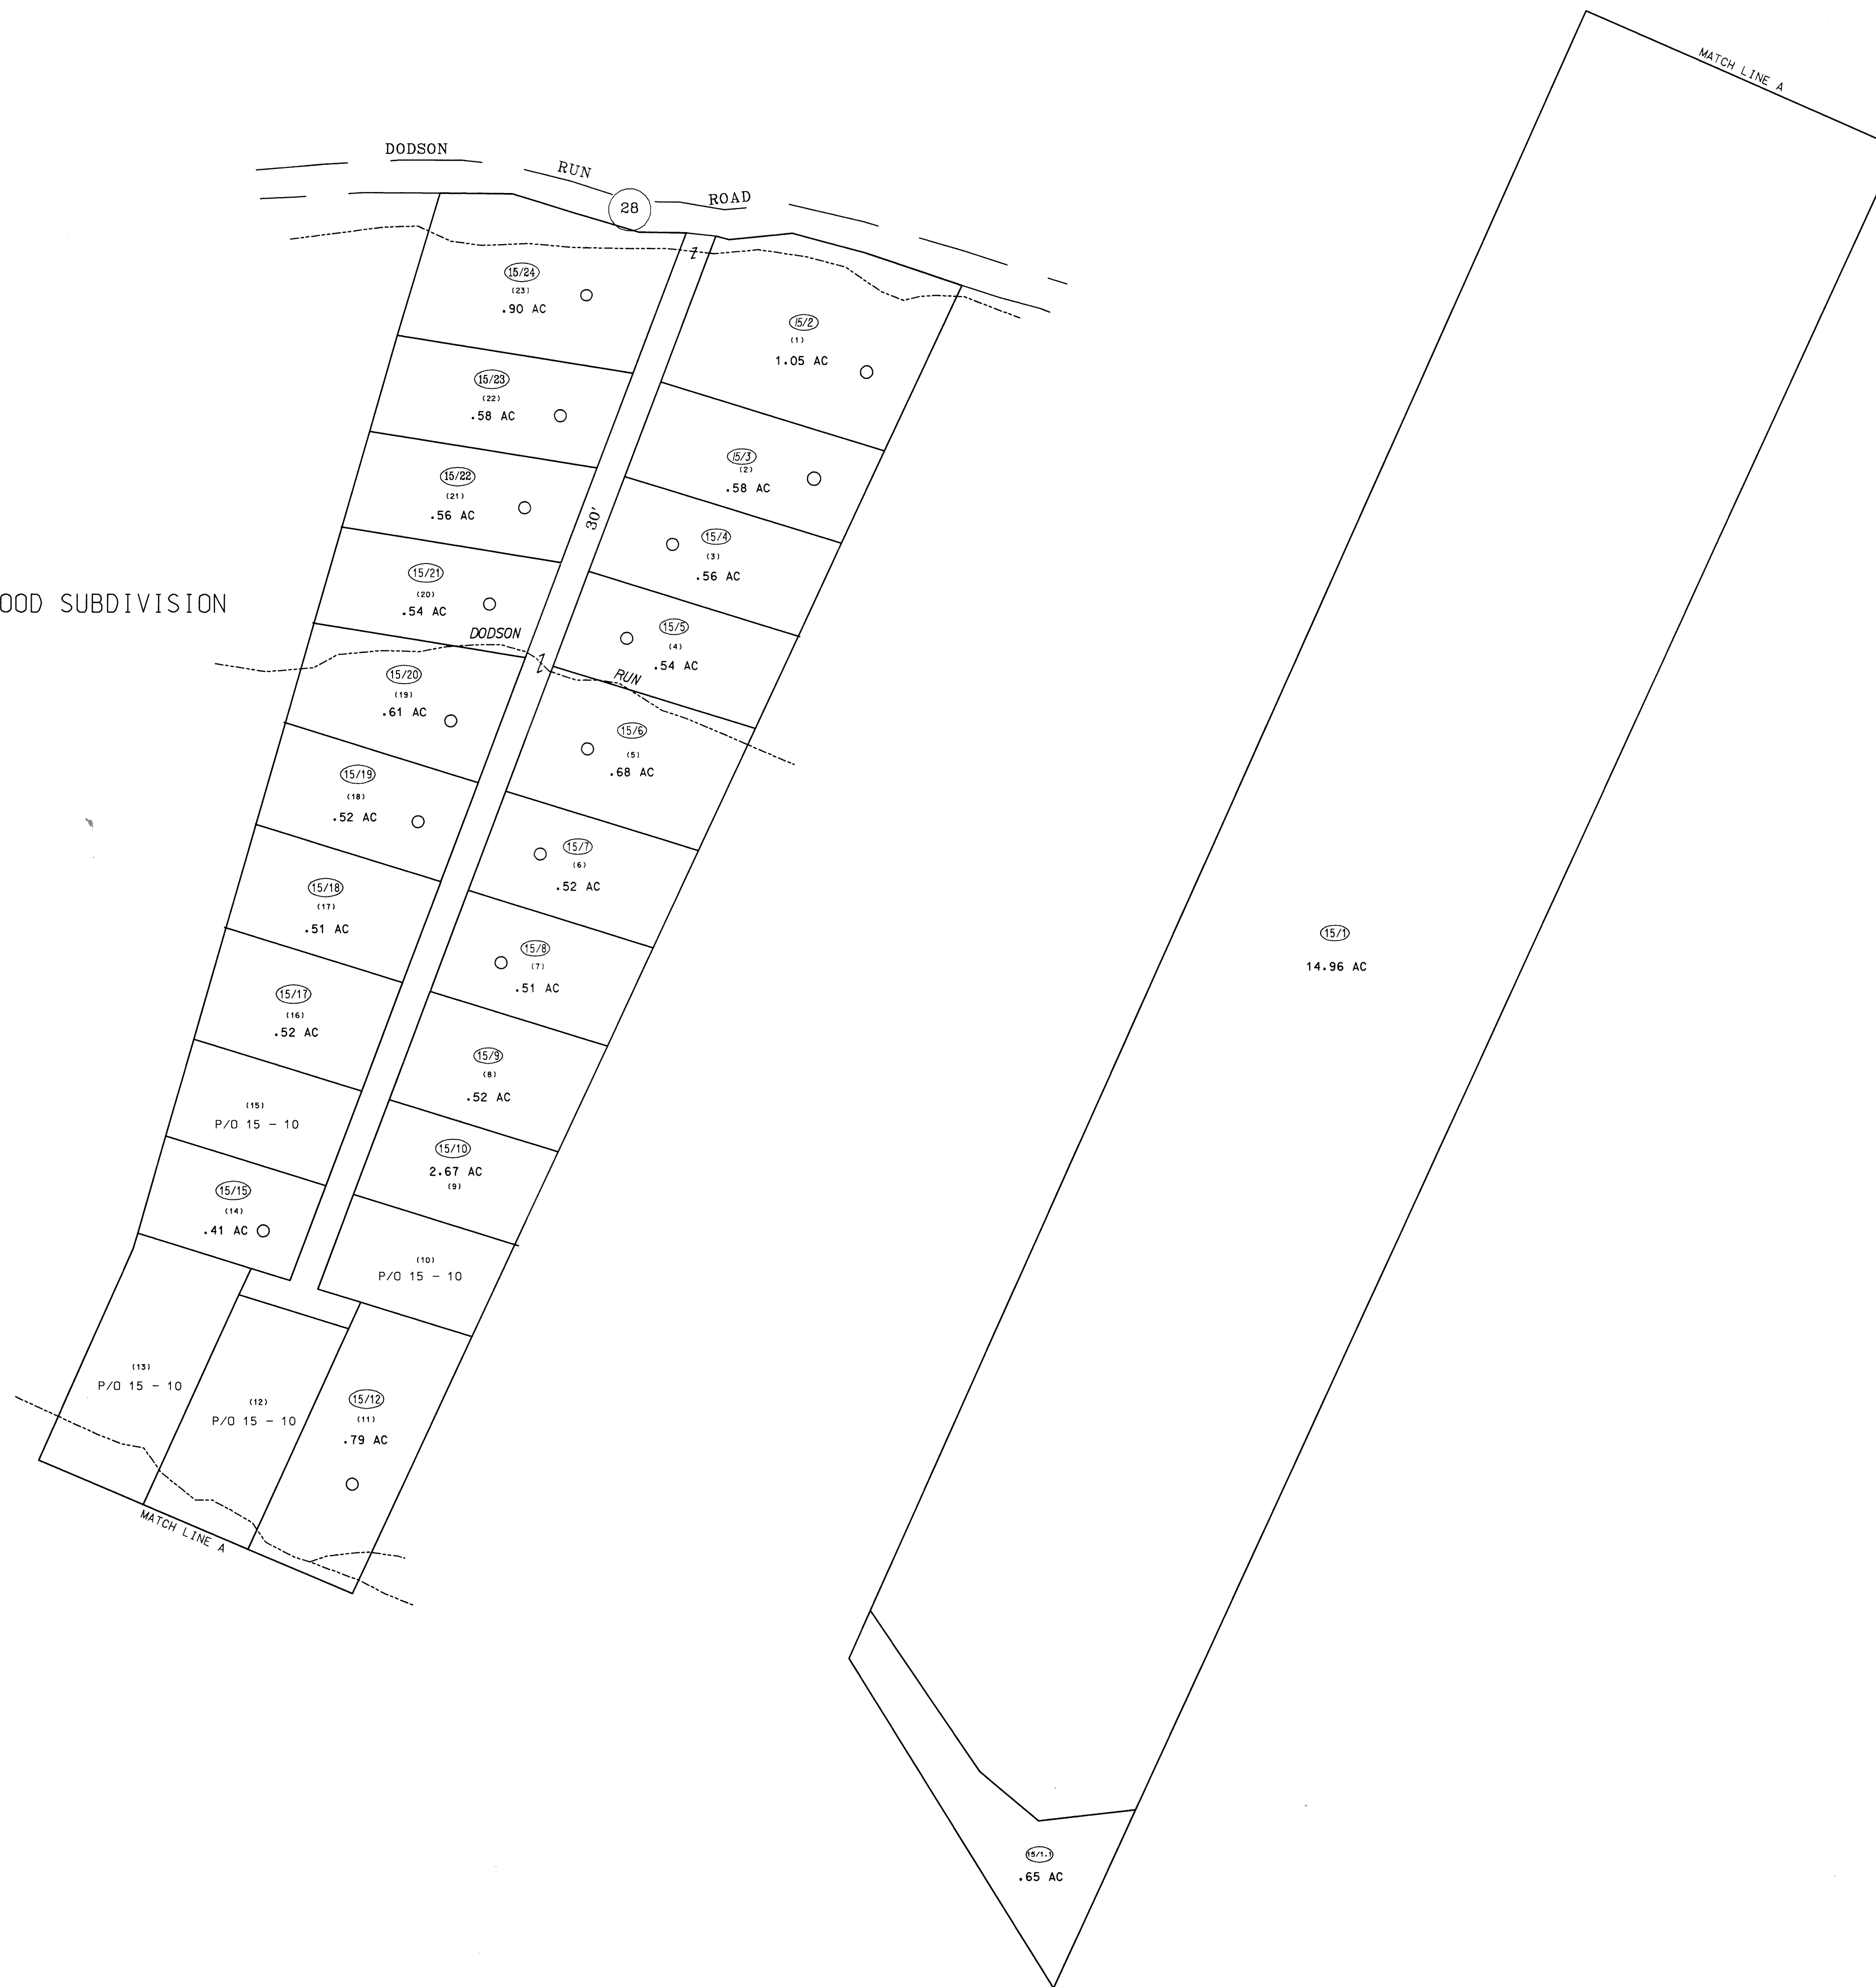 MATCH LINE A
DODSON RUN ROAD
28
15/24
(23)
.90 AC
15/2
(1)
1.05 AC
15/23
(22)
.58 AC
15/3
(2)
.58 AC
15/22
(21)
.56 AC
30'
15/4
(3)
.56 AC
15/21
(20)
.54 AC
OOD SUBDIVISION
DODSON RUN
15/5
(4)
.54 AC
15/20
(19)
.61 AC
15/6
(5)
.68 AC
15/19
(18)
.52 AC
15/7
(6)
.52 AC
15/18
(17)
.51 AC
15/8
(7)
.51 AC
15/1
14.96 AC
15/17
(16)
.52 AC
15/9
(8)
.52 AC
(15)
P/O 15 - 10
15/10
2.67 AC
(9)
15/15
(14)
.41 AC
(10)
P/O 15 - 10
(13)
P/O 15 - 10
(12)
P/O 15 - 10
15/12
(11)
.79 AC
MATCH LINE A
15/1.1
.65 AC